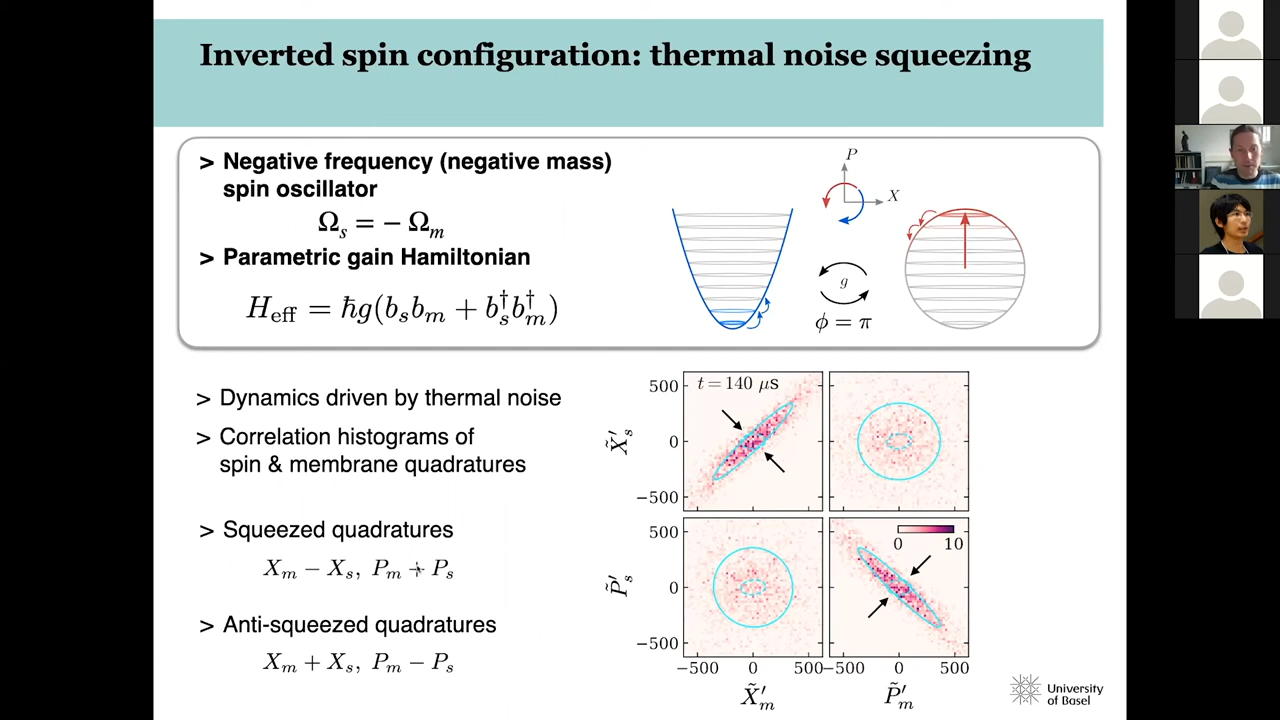 Inverted spin configuration: thermal noise squeezing
> Negative frequency (negative mass)
spin oscillator
Ωₛ = − Ωₘ
> Parametric gain Hamiltonian
H_eff = ℏg(bₛbₘ + bₛ†bₘ†)
P
X
g
ϕ = π
> Dynamics driven by thermal noise
> Correlation histograms of
spin & membrane quadratures
> Squeezed quadratures
Xₘ − Xₛ, Pₘ + Pₛ
> Anti-squeezed quadratures
Xₘ + Xₛ, Pₘ − Pₛ
t = 140 μs
500
0
−500
X̃′ₛ
500
0
−500
P̃′ₛ
0 10
−500 0 500 −500 0 500
X̃′ₘ P̃′ₘ
University
of Basel